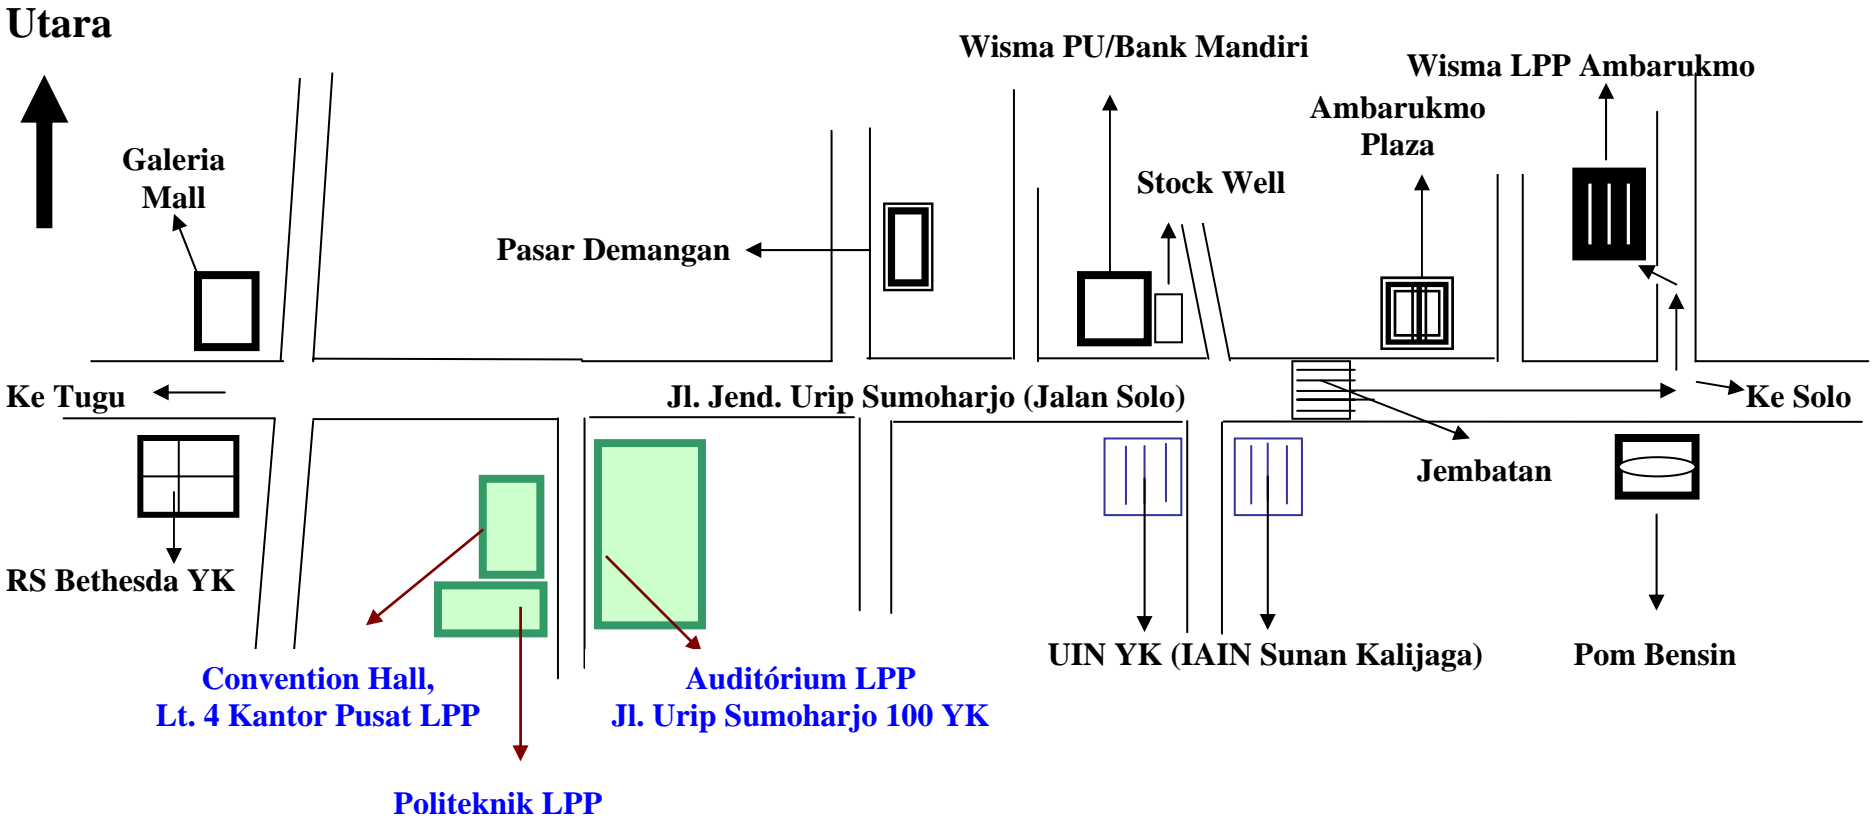 Utara
Wisma PU/Bank Mandiri
Wisma LPP Ambarukmo
Ambarukmo
Plaza
Galeria
Mall
Stock Well
Pasar Demangan
Ke Tugu
Jl. Jend. Urip Sumoharjo (Jalan Solo)
Ke Solo
Jembatan
RS Bethesda YK
UIN YK (IAIN Sunan Kalijaga)
Pom Bensin
Convention Hall,
Lt. 4 Kantor Pusat LPP
Auditórium LPP
Jl. Urip Sumoharjo 100 YK
Politeknik LPP